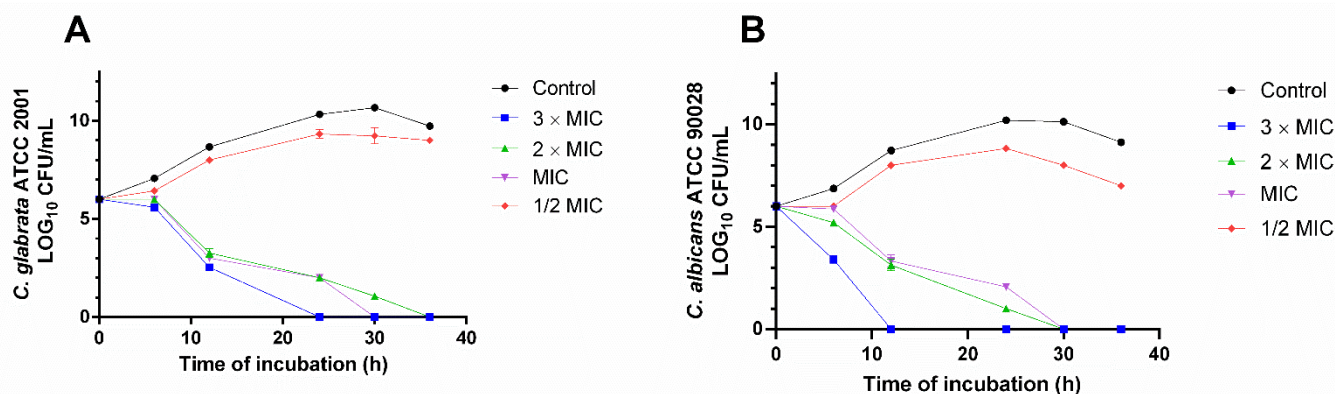 A
C. glabrata ATCC 2001
LOG₁₀ CFU/mL
10
5
0
0
10
20
30
40
Time of incubation (h)
Control
3 × MIC
2 × MIC
MIC
1/2 MIC
B
C. albicans ATCC 90028
LOG₁₀ CFU/mL
10
5
0
0
10
20
30
40
Time of incubation (h)
Control
3 × MIC
2 × MIC
MIC
1/2 MIC